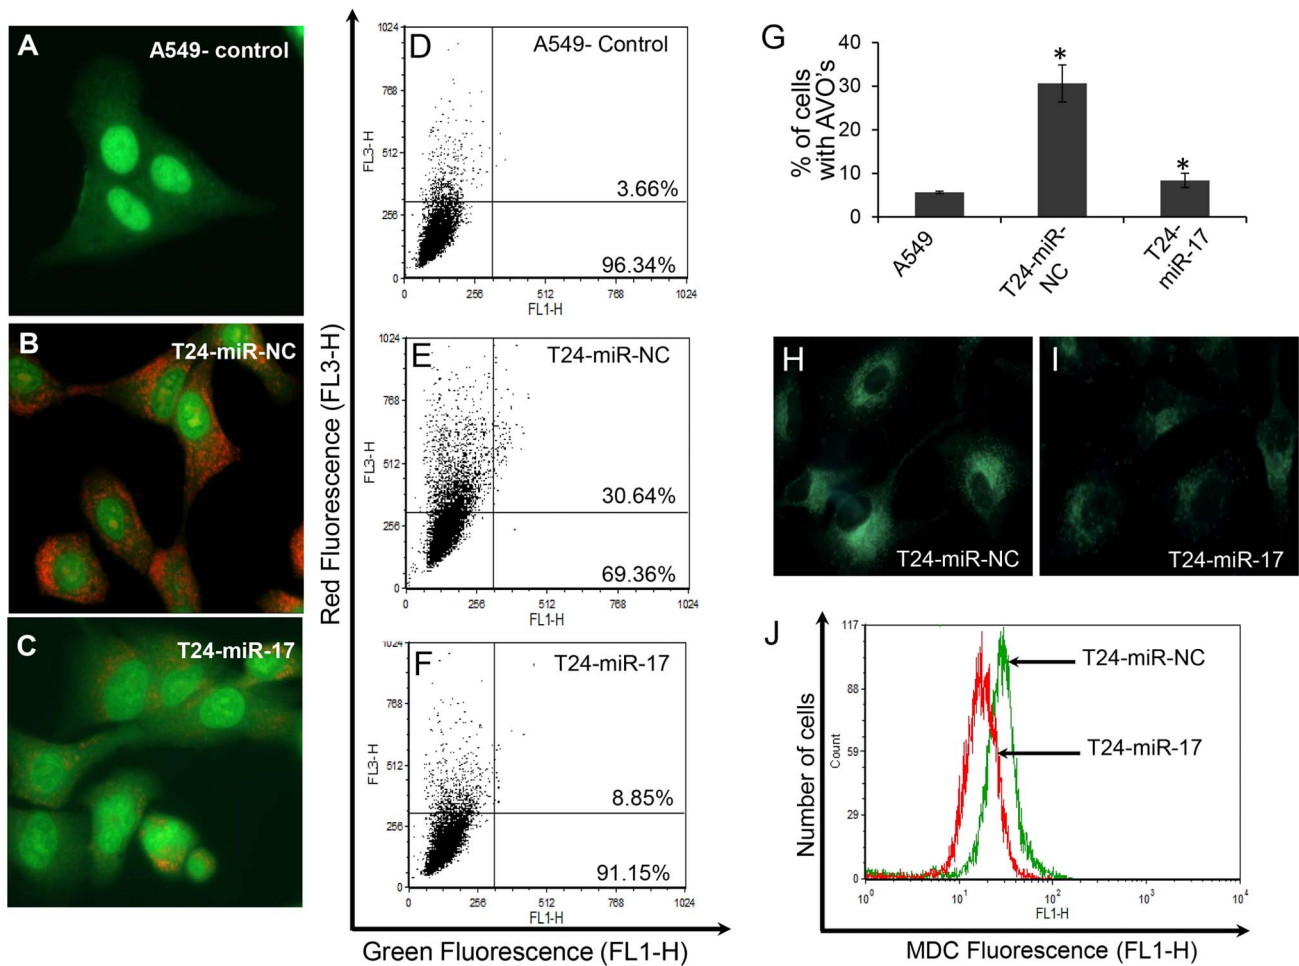 A
A549- control
B
T24-miR-NC
C
T24-miR-17
Red Fluorescence (FL3-H)
Green Fluorescence (FL1-H)
D
A549- Control
1024
768
512
256
0
FL3-H
3.66%
96.34%
0 256 512 768 1024
FL1-H
E
T24-miR-NC
1024
768
512
256
0
FL3-H
30.64%
69.36%
0 256 512 768 1024
FL1-H
F
T24-miR-17
1024
768
512
256
0
FL3-H
8.85%
91.15%
0 256 512 768 1024
FL1-H
G
% of cells
with AVO's
40
30
20
10
0
*
*
A549
T24-miR-
NC
T24-
miR-17
H
T24-miR-NC
I
T24-miR-17
J
Number of cells
Count
117
88
59
29
0
T24-miR-NC
T24-miR-17
10⁰ 10¹ 10² 10³ 10⁴
FL1-H
MDC Fluorescence (FL1-H)